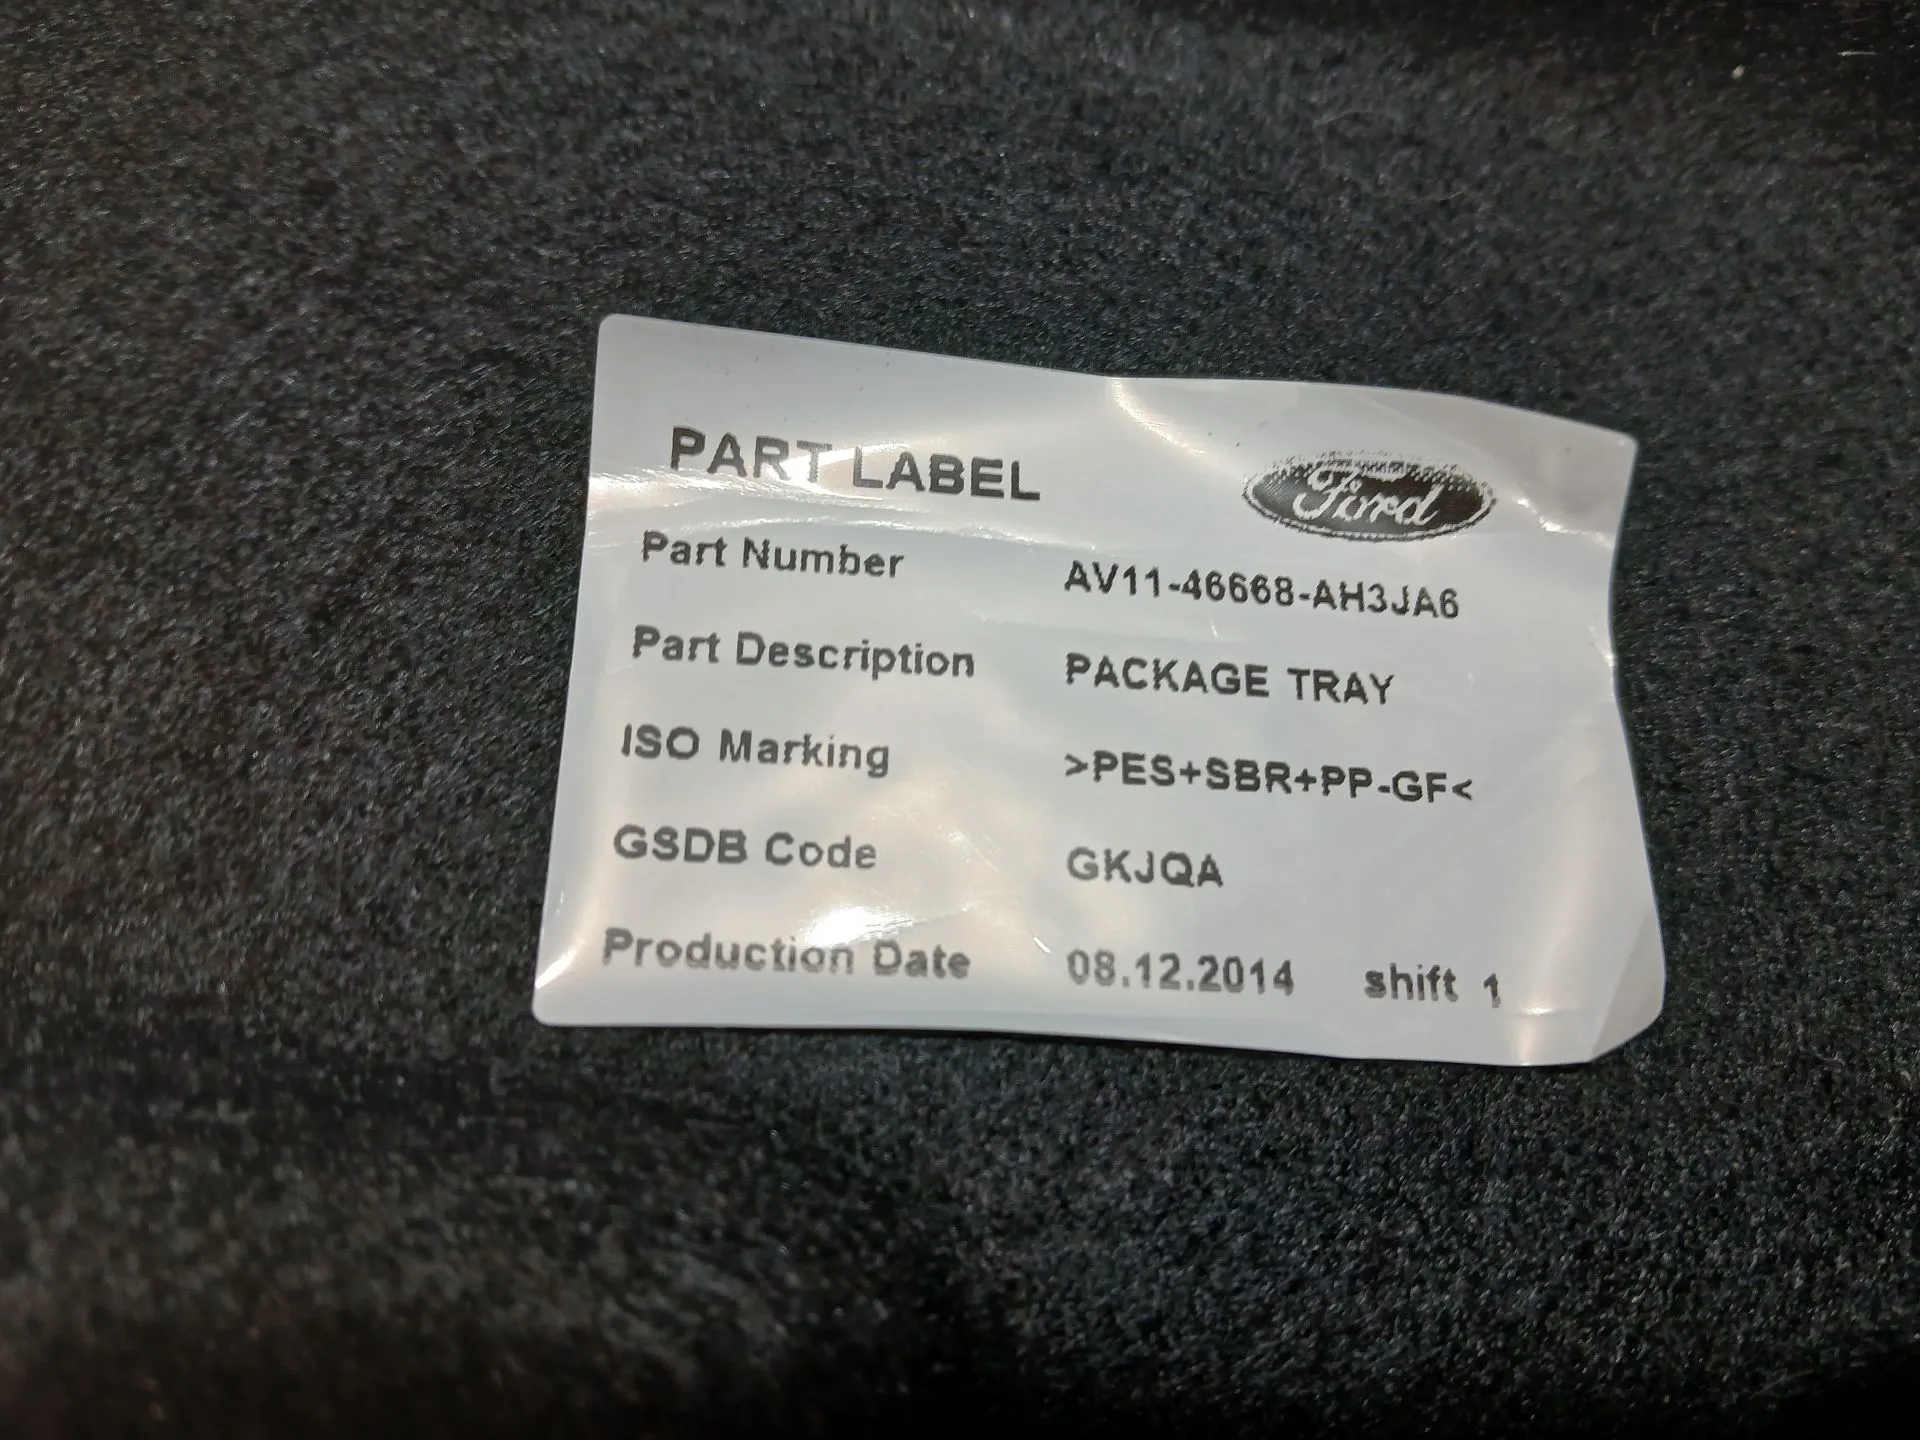 PART LABEL
Ford
Part Number AV11-46668-AH3JA6
Part Description PACKAGE TRAY
ISO Marking >PES+SBR+PP-GF<
GSDB Code GKJQA
Production Date 08.12.2014 shift 1